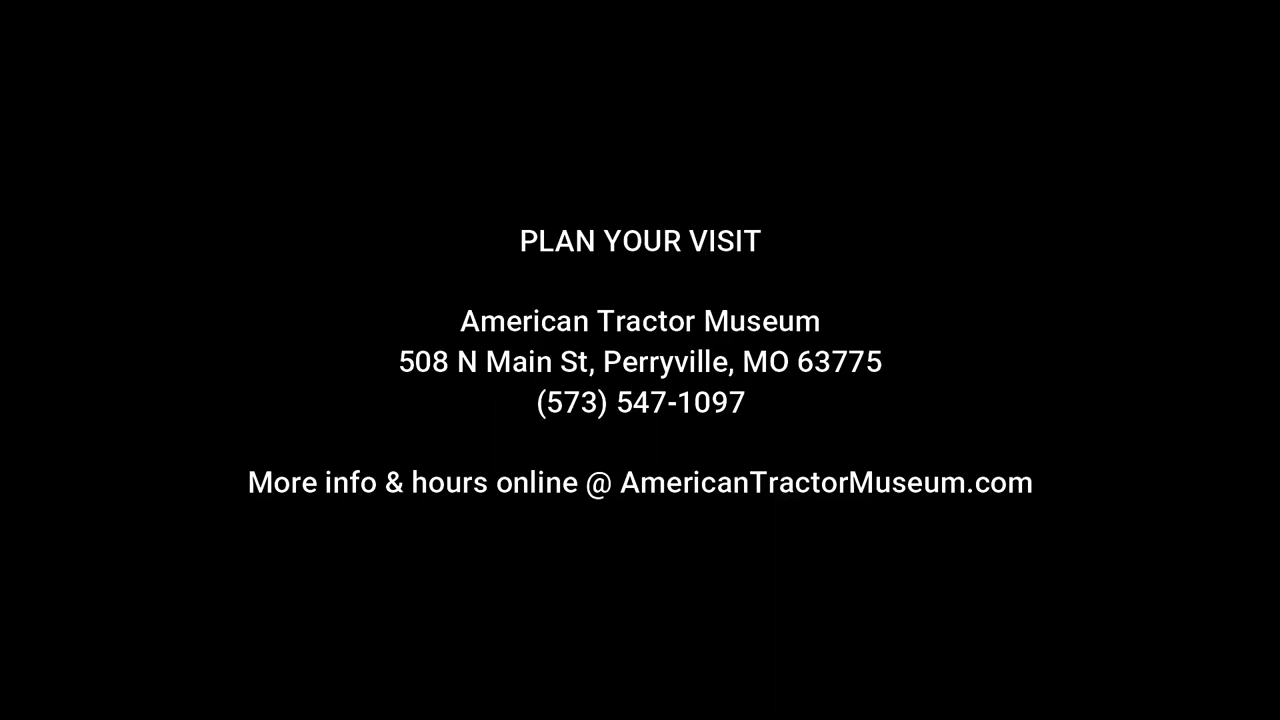 PLAN YOUR VISIT
American Tractor Museum
508 N Main St, Perryville, MO 63775
(573) 547-1097
More info & hours online @ AmericanTractorMuseum.com